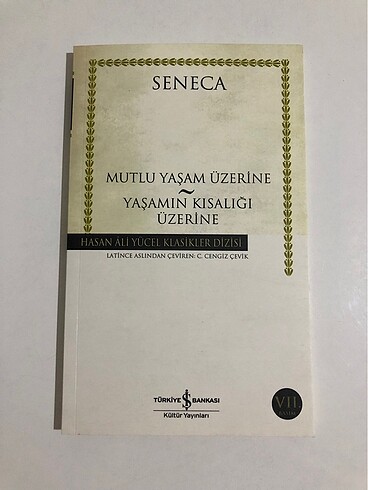 SENECA
MUTLU YAŞAM ÜZERİNE
~
YAŞAMIN KISALIĞI
ÜZERİNE
HASAN ÂLİ YÜCEL KLASİKLER DİZİSİ
LATİNCE ASLINDAN ÇEVİREN: C. CENGİZ ÇEVİK
TÜRKİYE İŞ BANKASI
Kültür Yayınları
VII